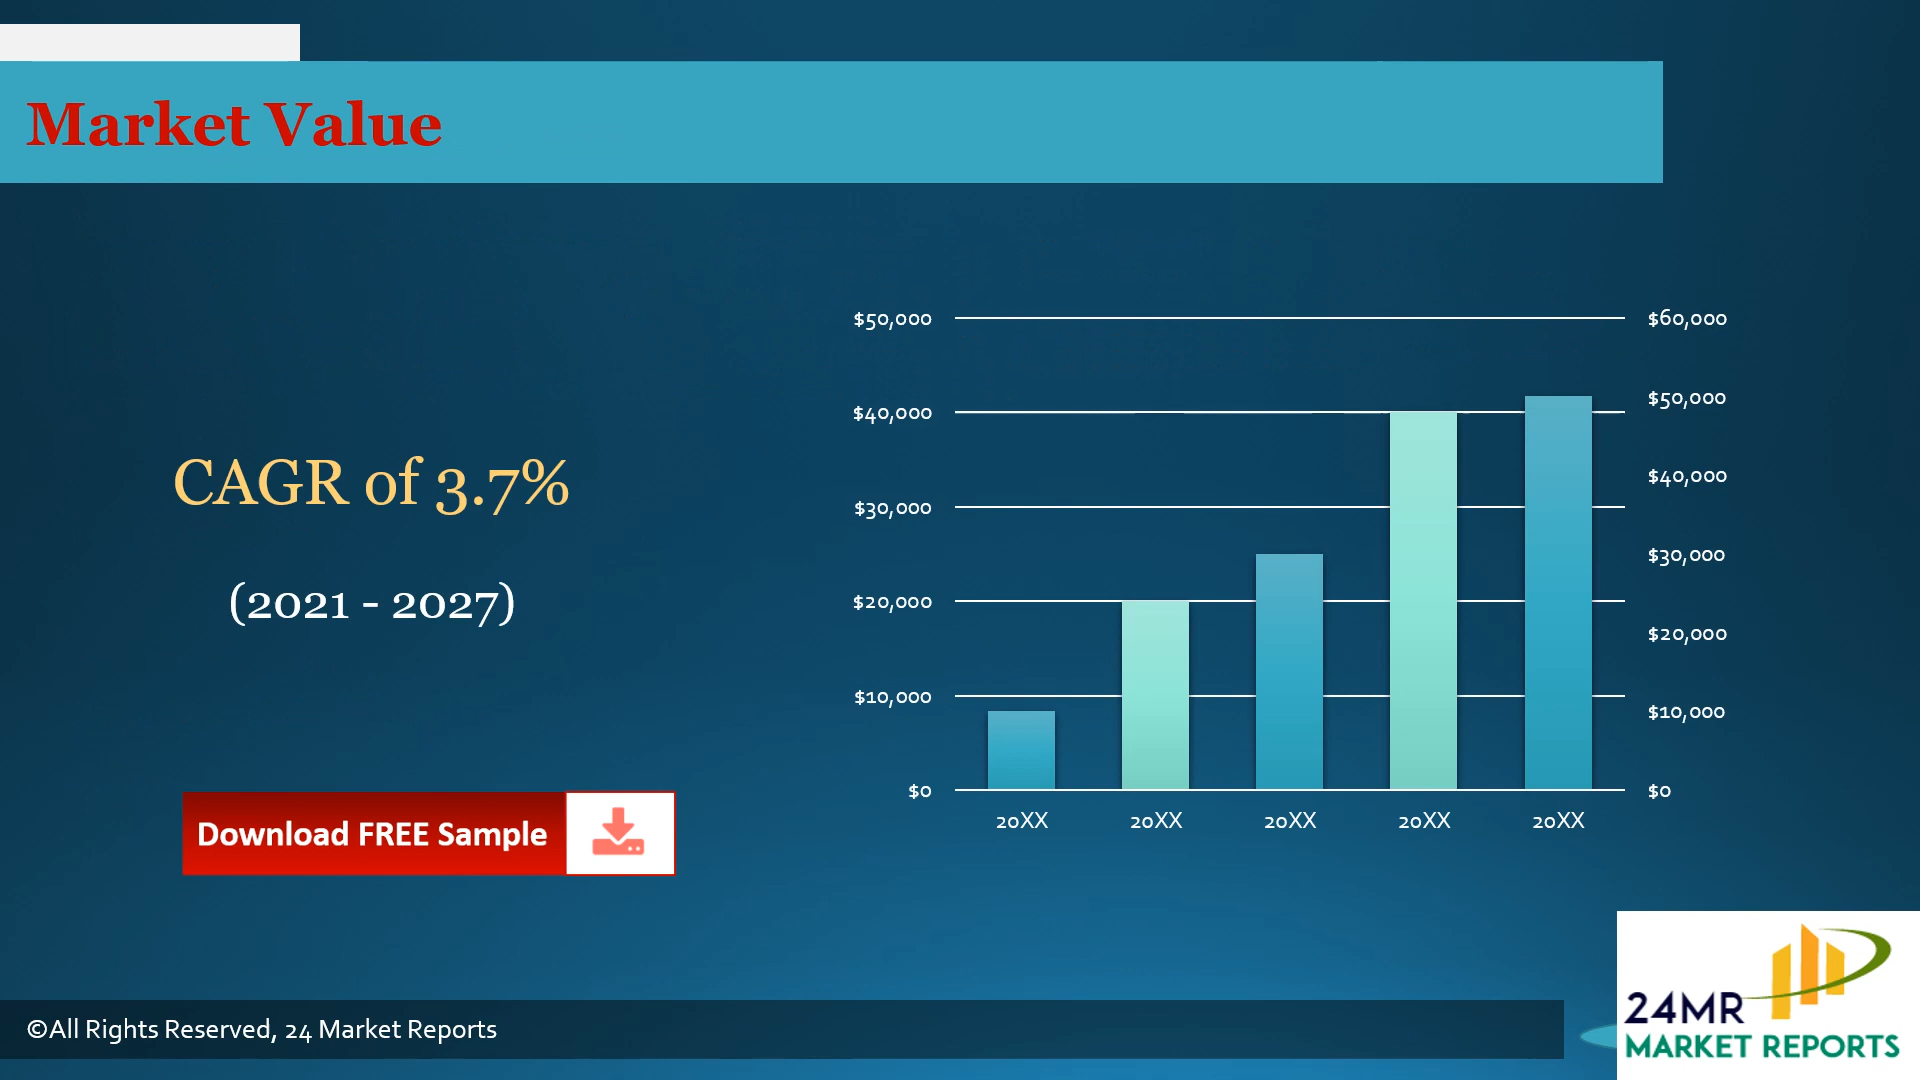 Market Value
CAGR of 3.7%
(2021 - 2027)
Download FREE Sample
$50,000
$40,000
$30,000
$20,000
$10,000
$0
$60,000
$50,000
$40,000
$30,000
$20,000
$10,000
$0
20XX 20XX 20XX 20XX 20XX
©All Rights Reserved, 24 Market Reports
24MR
MARKET REPORTS